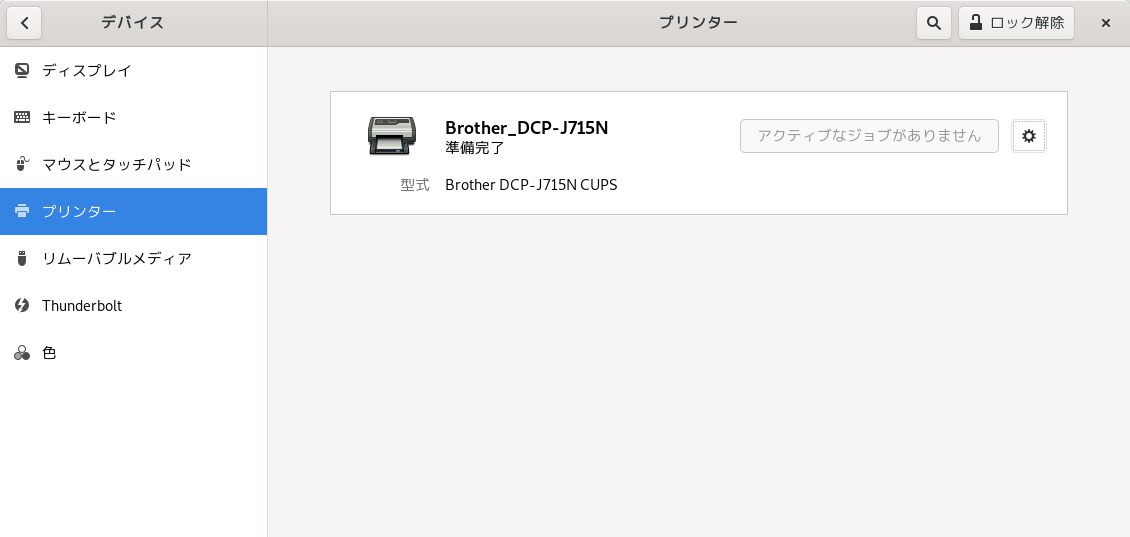 デバイス
プリンター
ロック解除
ディスプレイ
キーボード
マウスとタッチパッド
プリンター
リムーバブルメディア
Thunderbolt
色
Brother_DCP-J715N
準備完了
アクティブなジョブがありません
型式 Brother DCP-J715N CUPS